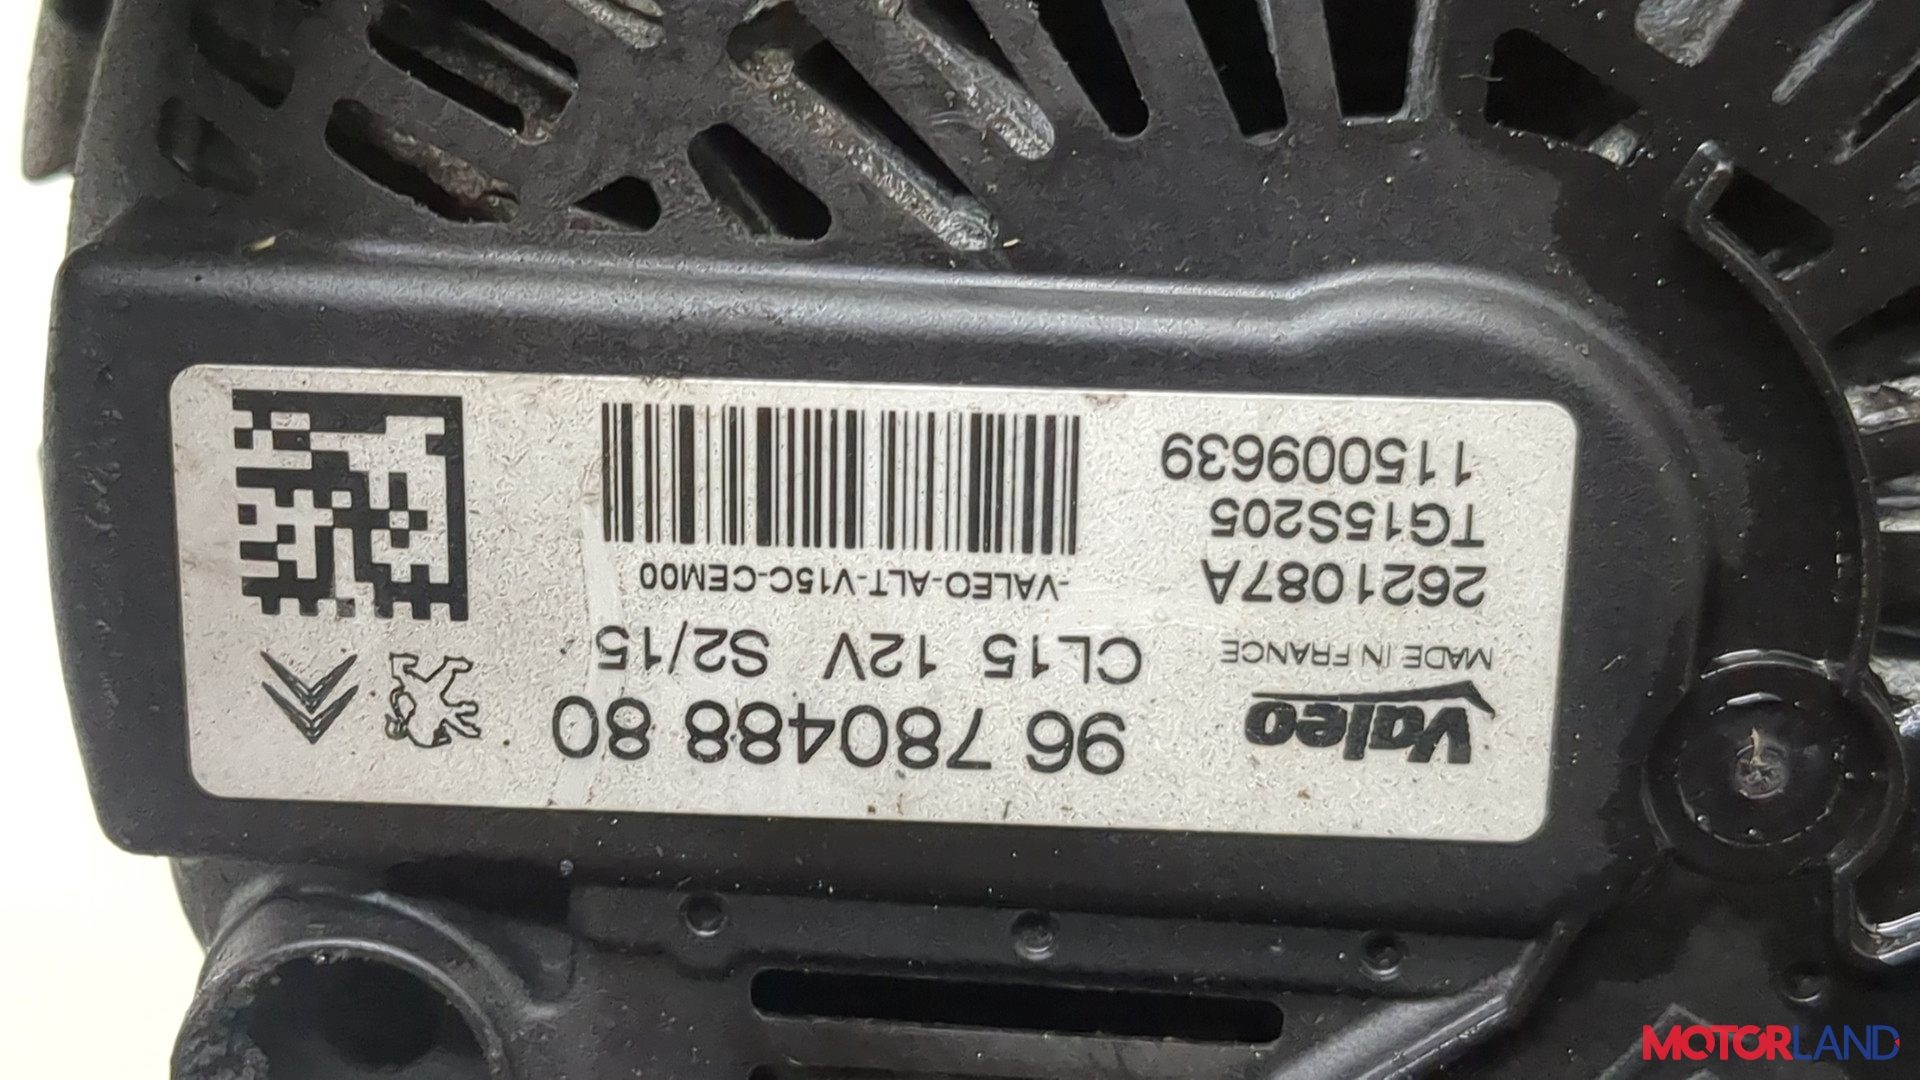 Valeo
MADE IN FRANCE
2621087A
TG15S205
115009639
96 780488 80
CL15 12V S2/15
-VALEO-ALT-V15C-CEM00
MOTORLAND